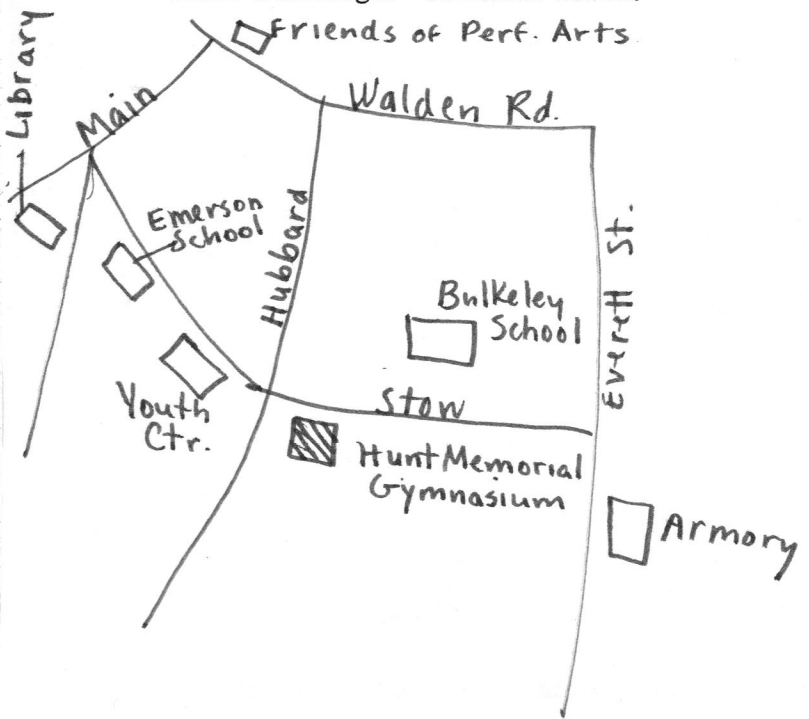 Friends of Perf. Arts
Library
Main
Walden Rd.
Emerson
School
Hubbard
Everett St.
Bulkeley
School
Youth
Ctr.
Stow
Hunt Memorial
Gymnasium
Armory